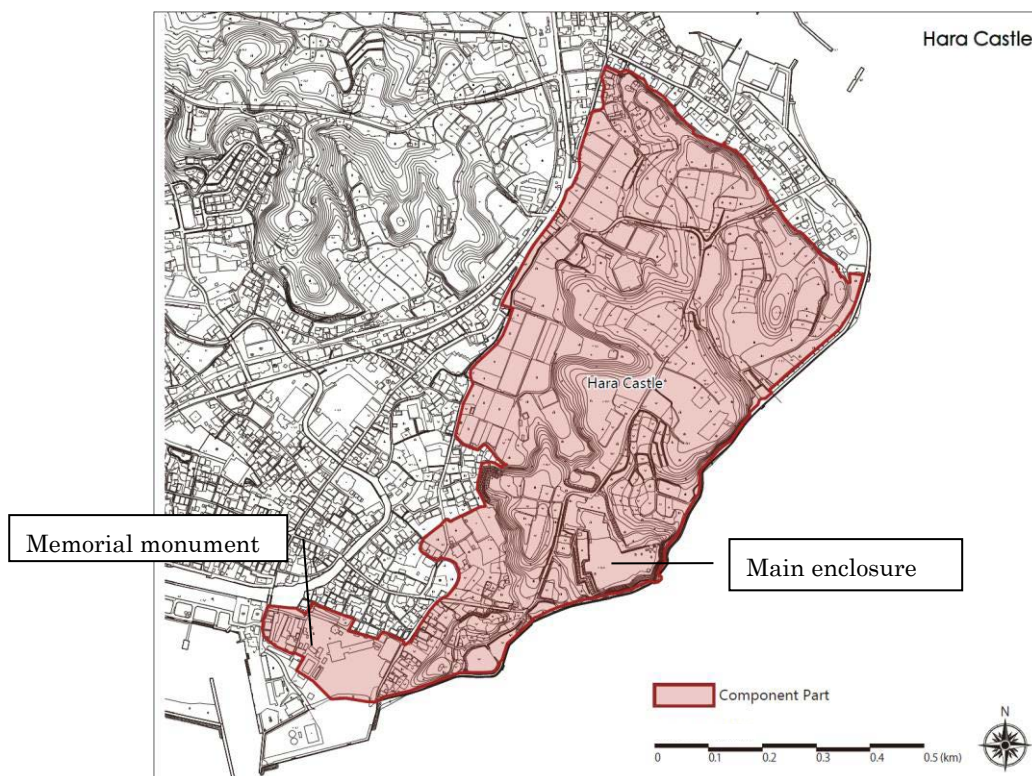 Hara Castle
Hara Castle
Memorial monument
Main enclosure
Component Part
N
0 0.1 0.2 0.3 0.4 0.5 (km)